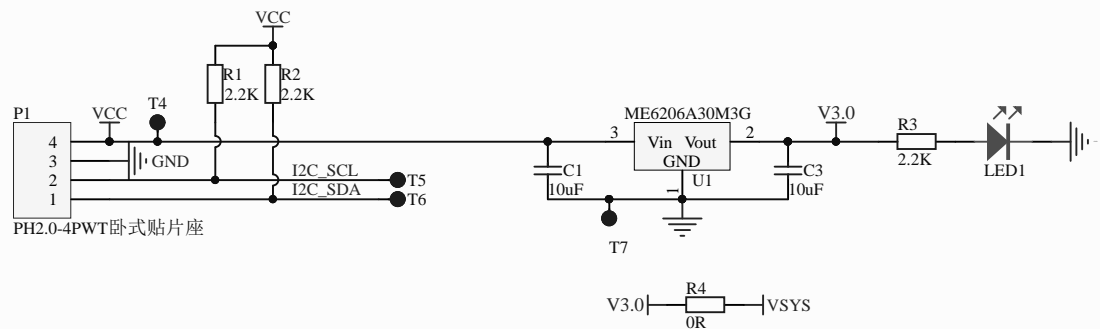 VCC
R1
2.2K
R2
2.2K
P1
VCC
T4
4
3
2
1
GND
I2C_SCL
T5
I2C_SDA
T6
PH2.0-4PWT卧式贴片座
ME6206A30M3G
3
Vin
Vout
2
GND
U1
1
C1
10uF
C3
10uF
T7
V3.0
R3
2.2K
LED1
V3.0
R4
0R
VSYS